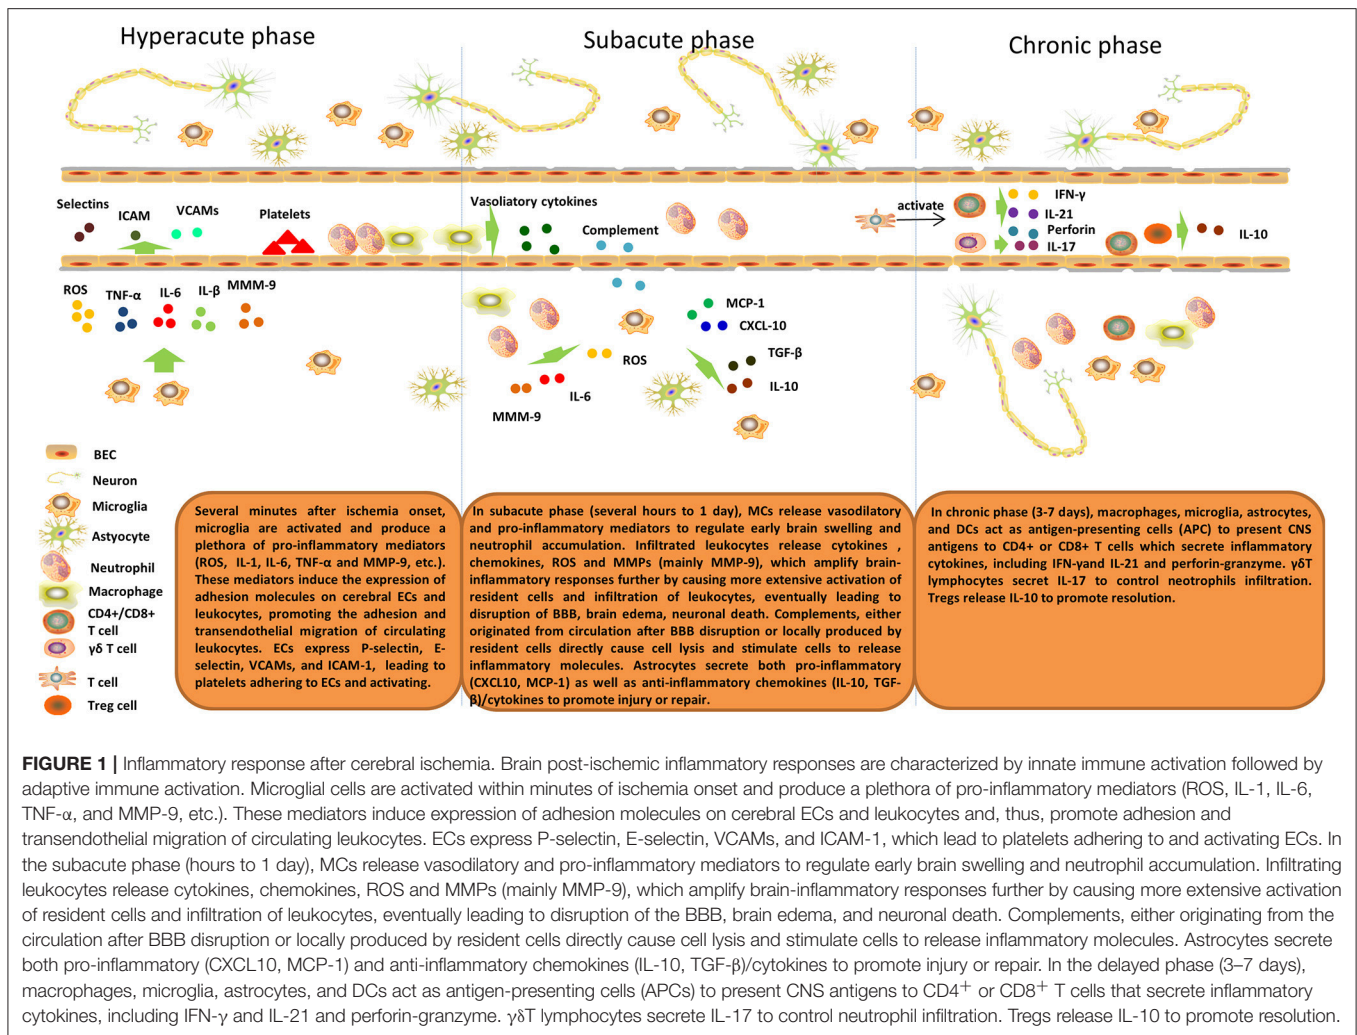 Hyperacute phase
Subacute phase
Chronic phase
Selectins
ICAM
VCAMs
Platelets
Vasoliatory cytokines
Complement
activate
IFN-γ
IL-21
Perforin
IL-17
IL-10
ROS
TNF-α
IL-6
IL-β
MMM-9
MCP-1
CXCL-10
ROS
TGF-β
IL-10
IL-6
MMM-9
BEC
Neuron
Microglia
Astyocyte
Neutrophil
Macrophage
CD4+/CD8+
T cell
γδ T cell
T cell
Treg cell
Several minutes after ischemia onset,
microglia are activated and produce a
plethora of pro-inflammatory mediators
(ROS, IL-1, IL-6, TNF-α and MMP-9, etc.).
These mediators induce the expression of
adhesion molecules on cerebral ECs and
leukocytes, promoting the adhesion and
transendothelial migration of circulating
leukocytes. ECs express P-selectin, E-
selectin, VCAMs, and ICAM-1, leading to
platelets adhering to ECs and activating.
In subacute phase (several hours to 1 day), MCs release vasodilatory
and pro-inflammatory mediators to regulate early brain swelling and
neutrophil accumulation. Infiltrated leukocytes release cytokines ,
chemokines, ROS and MMPs (mainly MMP-9), which amplify brain-
inflammatory responses further by causing more extensive activation of
resident cells and infiltration of leukocytes, eventually leading to
disruption of BBB, brain edema, neuronal death. Complements, either
originated from circulation after BBB disruption or locally produced by
resident cells directly cause cell lysis and stimulate cells to release
inflammatory molecules. Astrocytes secrete both pro-inflammatory
(CXCL10, MCP-1) as well as anti-inflammatory chemokines (IL-10, TGF-
β)/cytokines to promote injury or repair.
In chronic phase (3-7 days), macrophages, microglia, astrocytes,
and DCs act as antigen-presenting cells (APC) to present CNS
antigens to CD4+ or CD8+ T cells which secrete inflammatory
cytokines, including IFN-γand IL-21 and perforin-granzyme. γδT
lymphocytes secret IL-17 to control neotrophils infiltration.
Tregs release IL-10 to promote resolution.
FIGURE 1 | Inflammatory response after cerebral ischemia. Brain post-ischemic inflammatory responses are characterized by innate immune activation followed by
adaptive immune activation. Microglial cells are activated within minutes of ischemia onset and produce a plethora of pro-inflammatory mediators (ROS, IL-1, IL-6,
TNF-α, and MMP-9, etc.). These mediators induce expression of adhesion molecules on cerebral ECs and leukocytes and, thus, promote adhesion and
transendothelial migration of circulating leukocytes. ECs express P-selectin, E-selectin, VCAMs, and ICAM-1, which lead to platelets adhering to and activating ECs. In
the subacute phase (hours to 1 day), MCs release vasodilatory and pro-inflammatory mediators to regulate early brain swelling and neutrophil accumulation. Infiltrating
leukocytes release cytokines, chemokines, ROS and MMPs (mainly MMP-9), which amplify brain-inflammatory responses further by causing more extensive activation
of resident cells and infiltration of leukocytes, eventually leading to disruption of the BBB, brain edema, and neuronal death. Complements, either originating from the
circulation after BBB disruption or locally produced by resident cells directly cause cell lysis and stimulate cells to release inflammatory molecules. Astrocytes secrete
both pro-inflammatory (CXCL10, MCP-1) and anti-inflammatory chemokines (IL-10, TGF-β)/cytokines to promote injury or repair. In the delayed phase (3–7 days),
macrophages, microglia, astrocytes, and DCs act as antigen-presenting cells (APCs) to present CNS antigens to CD4+ or CD8+ T cells that secrete inflammatory
cytokines, including IFN-γ and IL-21 and perforin-granzyme. γδT lymphocytes secrete IL-17 to control neutrophil infiltration. Tregs release IL-10 to promote resolution.